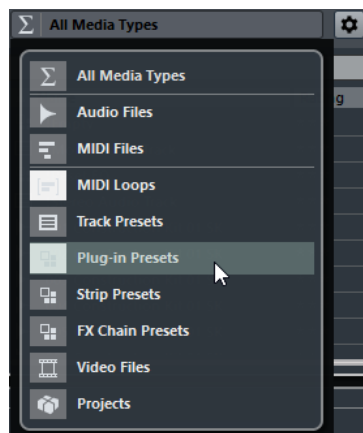 All Media Types
All Media Types
Audio Files
g
MIDI Files
MIDI Loops
Track Presets
Plug-in Presets
Strip Presets
FX Chain Presets
Video Files
Projects